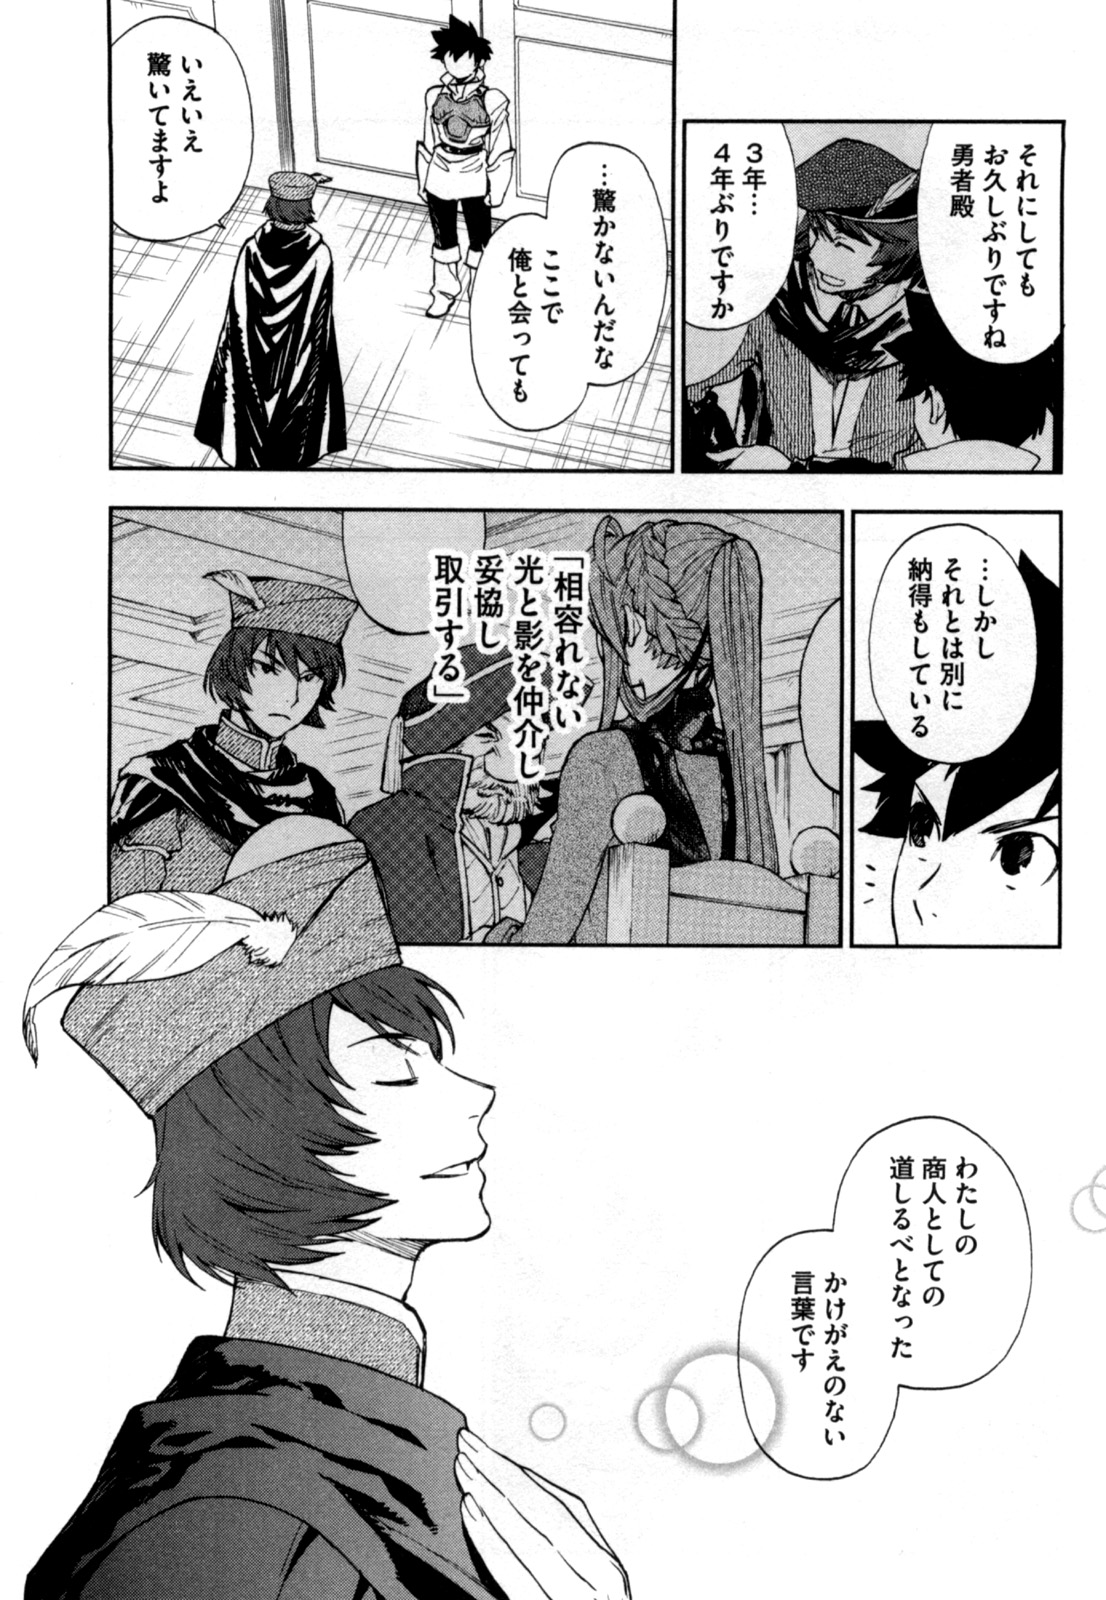 それにしても
お久しぶりですね
勇者殿
3年…
4年ぶりですか
…驚かないんだな
ここで
俺と会っても
いえいえ
驚いてますよ
…しかし
それとは別に
納得もしている
「相容れない
光と影を仲介し
妥協し
取引する」
わたしの
商人としての
道しるべとなった
かけがえのない
言葉です